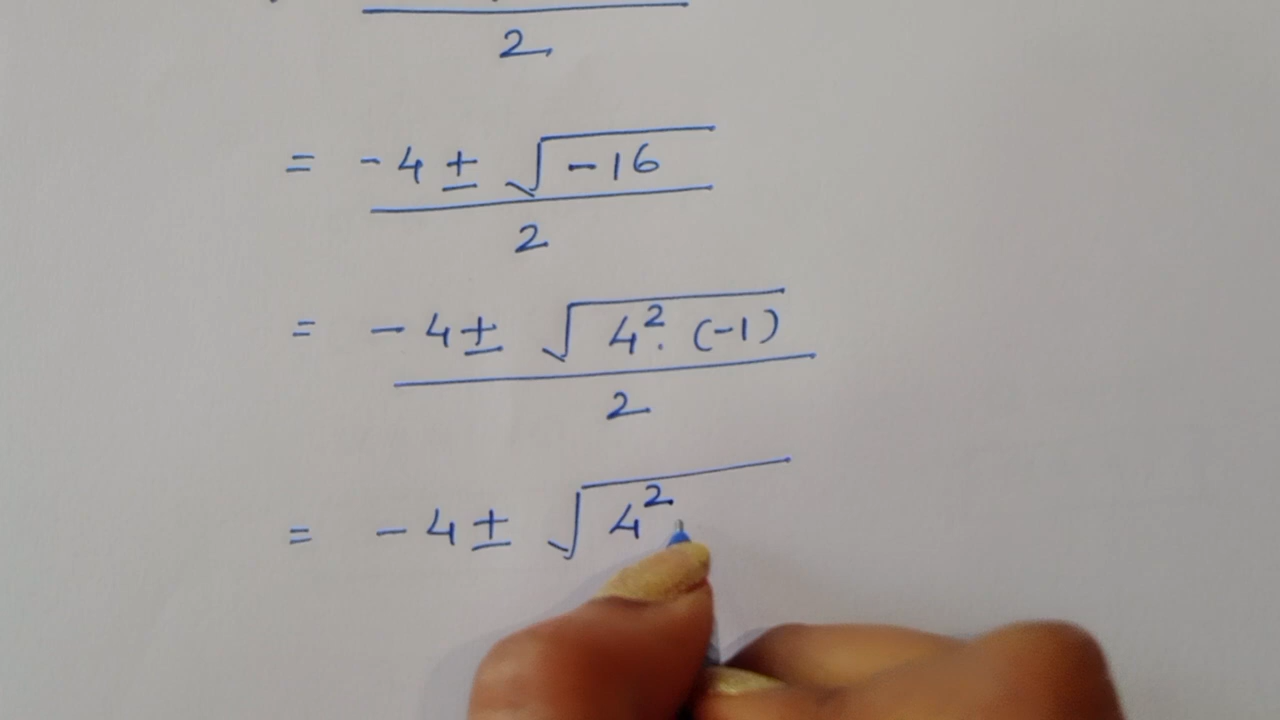 2
= -4 ± √-16
2
= -4 ± √4². (-1)
2
= -4 ± √4²